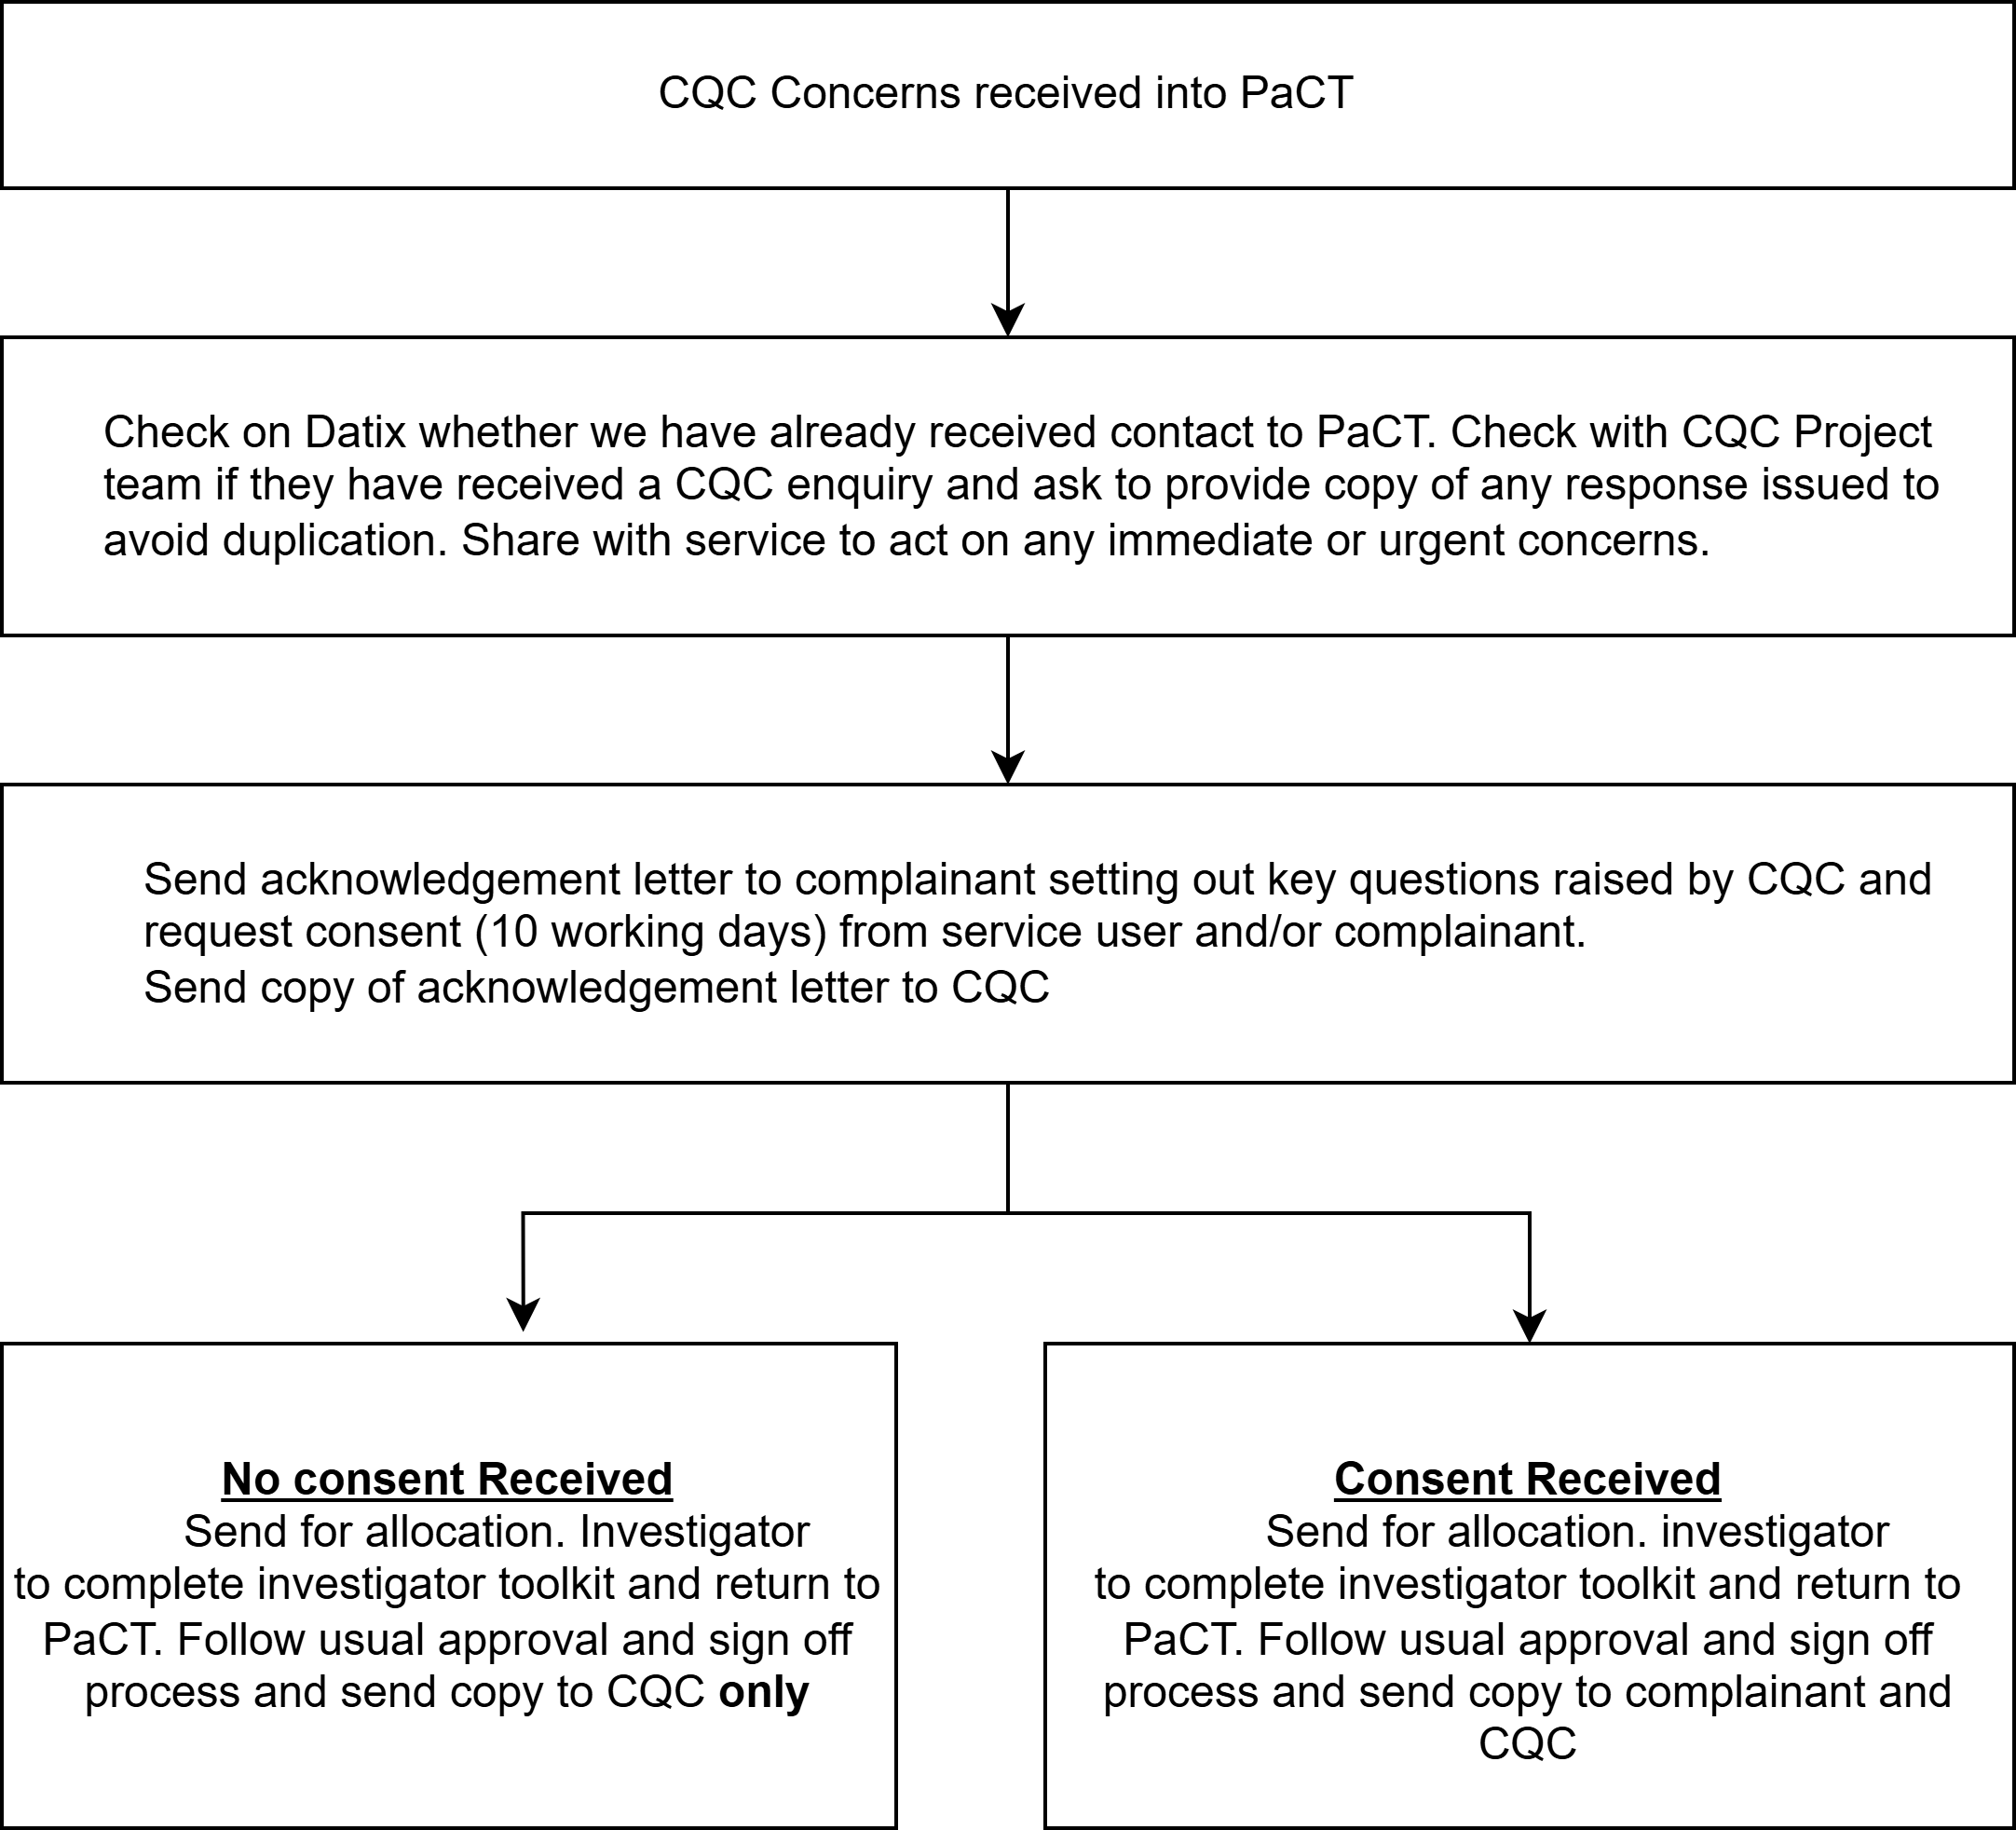 CQC Concerns received into PaCT
Check on Datix whether we have already received contact to PaCT. Check with CQC Project
team if they have received a CQC enquiry and ask to provide copy of any response issued to
avoid duplication. Share with service to act on any immediate or urgent concerns.
Send acknowledgement letter to complainant setting out key questions raised by CQC and
request consent (10 working days) from service user and/or complainant.
Send copy of acknowledgement letter to CQC
No consent Received
Send for allocation. Investigator
to complete investigator toolkit and return to
PaCT. Follow usual approval and sign off
process and send copy to CQC only
Consent Received
Send for allocation. investigator
to complete investigator toolkit and return to
PaCT. Follow usual approval and sign off
process and send copy to complainant and
CQC